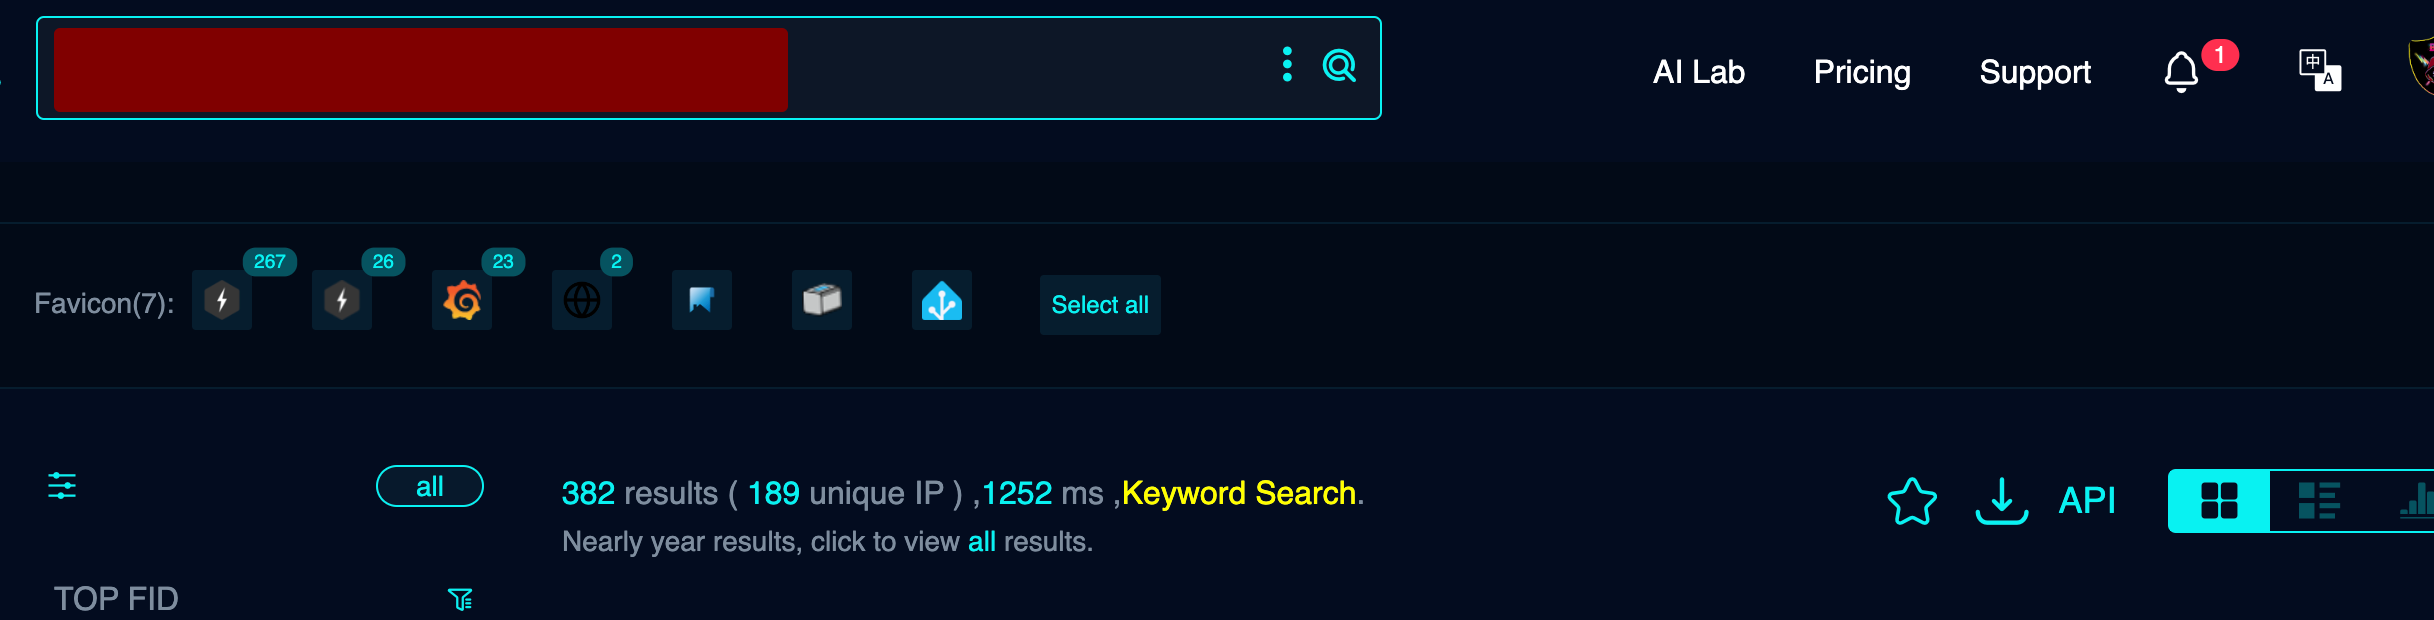 AI Lab Pricing Support 1
中 A
267 26 23 2
Favicon(7): Select all
all 382 results ( 189 unique IP ) ,1252 ms ,Keyword Search. API
Nearly year results, click to view all results.
TOP FID